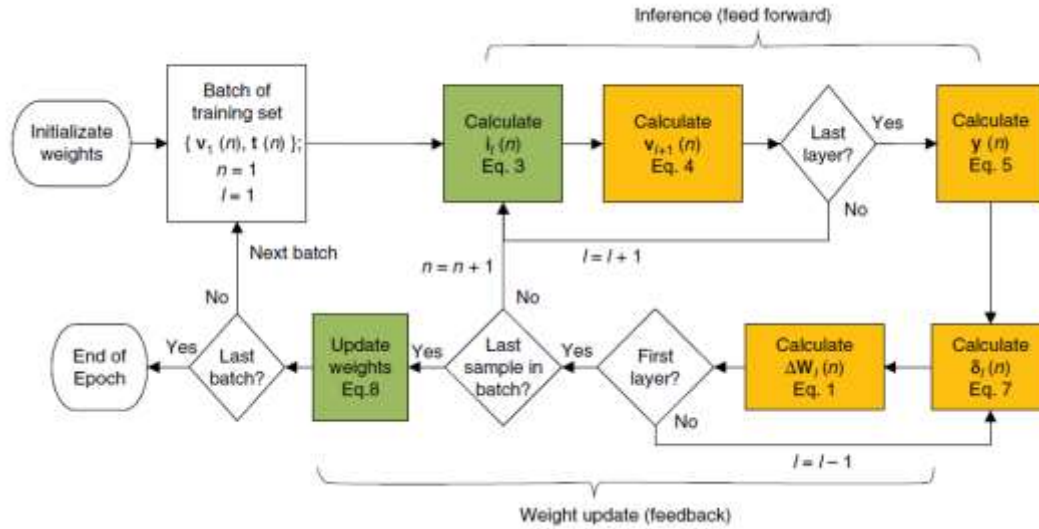 Inference (feed forward)
Initializate
weights
Batch of
training set
{ v₁ (n), t (n) };
n = 1
l = 1
Calculate
iₗ (n)
Eq. 3
Calculate
vₗ₊₁ (n)
Eq. 4
Last
layer?
Yes
No
Calculate
y (n)
Eq. 5
l = l + 1
n = n + 1
Next batch
No
No
End of
Epoch
Yes
Last
batch?
Update
weights
Eq.8
Yes
Last
sample in
batch?
Yes
First
layer?
No
Calculate
ΔWₗ (n)
Eq. 1
Calculate
δₗ (n)
Eq. 7
l = l – 1
Weight update (feedback)